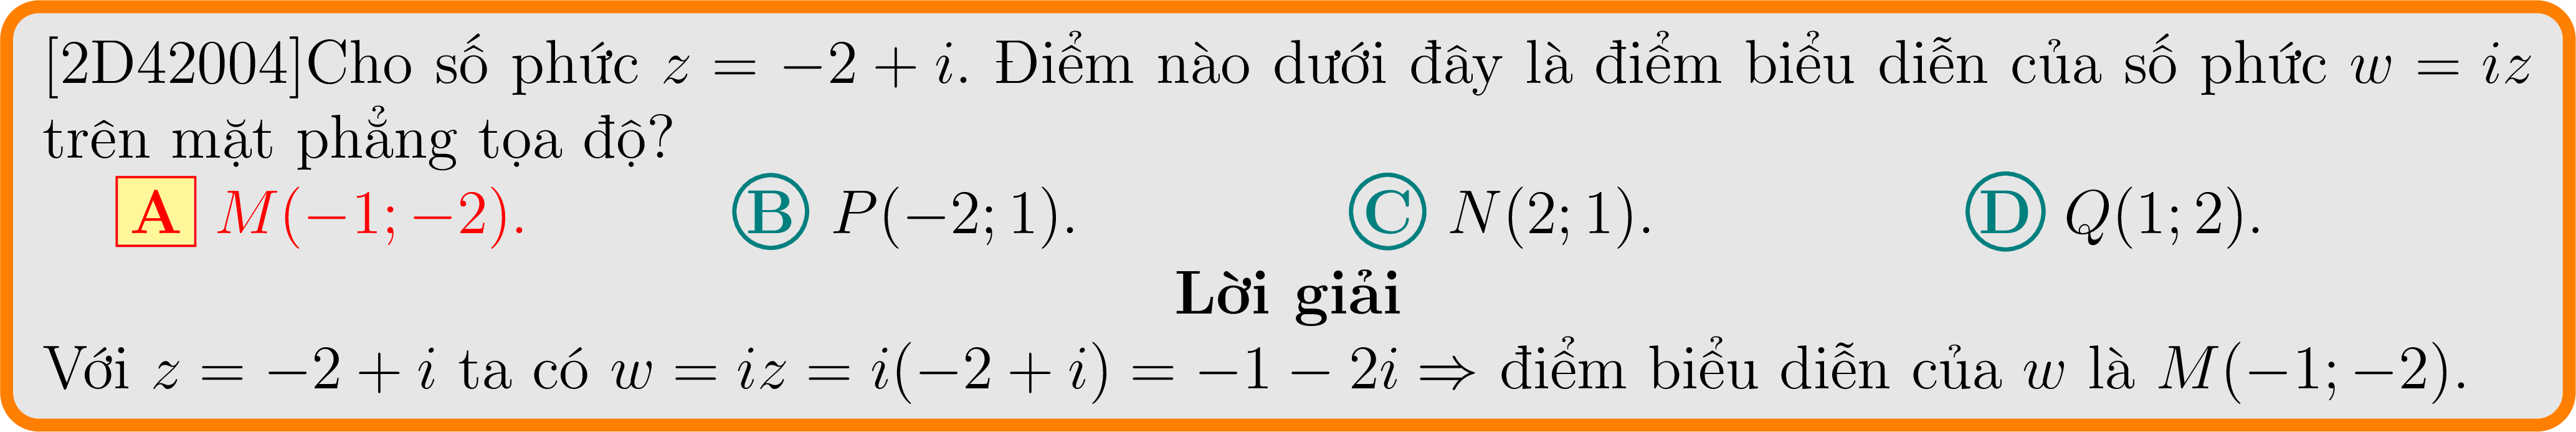 [2D42004]Cho số phức z = −2 + i. Điểm nào dưới đây là điểm biểu diễn của số phức w = iz
trên mặt phẳng tọa độ?
A M(−1; −2). B P(−2; 1). C N(2; 1). D Q(1; 2).
Lời giải
Với z = −2 + i ta có w = iz = i(−2 + i) = −1 − 2i ⇒ điểm biểu diễn của w là M(−1; −2).